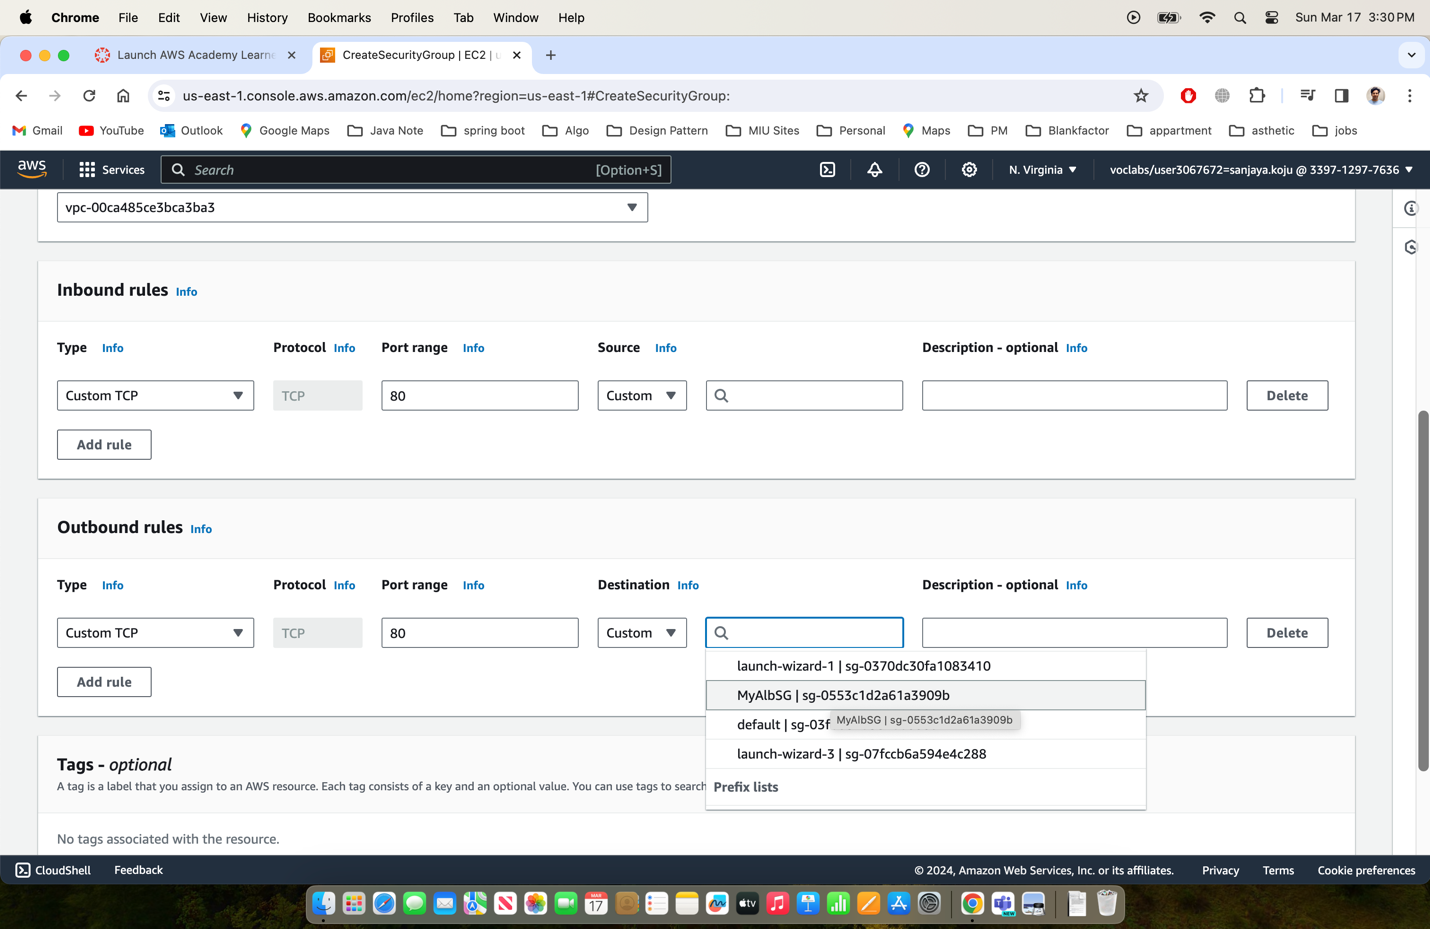 Chrome File Edit View History Bookmarks Profiles Tab Window Help Sun Mar 17 3:30 PM
Launch AWS Academy Learne CreateSecurityGroup | EC2 | u
us-east-1.console.aws.amazon.com/ec2/home?region=us-east-1#CreateSecurityGroup:
Gmail YouTube Outlook Google Maps Java Note spring boot Algo Design Pattern MIU Sites Personal Maps PM Blankfactor appartment asthetic jobs
aws Services Search [Option+S] N. Virginia voclabs/user3067672=sanjaya.koju @ 3397-1297-7636
vpc-00ca485ce3bca3ba3
Inbound rules Info
Type Info Protocol Info Port range Info Source Info Description - optional Info
Custom TCP TCP 80 Custom Delete
Add rule
Outbound rules Info
Type Info Protocol Info Port range Info Destination Info Description - optional Info
Custom TCP TCP 80 Custom Delete
Add rule
launch-wizard-1 | sg-0370dc30fa1083410
MyAlbSG | sg-0553c1d2a61a3909b
default | sg-03f
MyAlbSG | sg-0553c1d2a61a3909b
launch-wizard-3 | sg-07fccb6a594e4c288
Prefix lists
Tags - optional
A tag is a label that you assign to an AWS resource. Each tag consists of a key and an optional value. You can use tags to search
No tags associated with the resource.
CloudShell Feedback © 2024, Amazon Web Services, Inc. or its affiliates. Privacy Terms Cookie preferences
MAR
17
tv
NEW